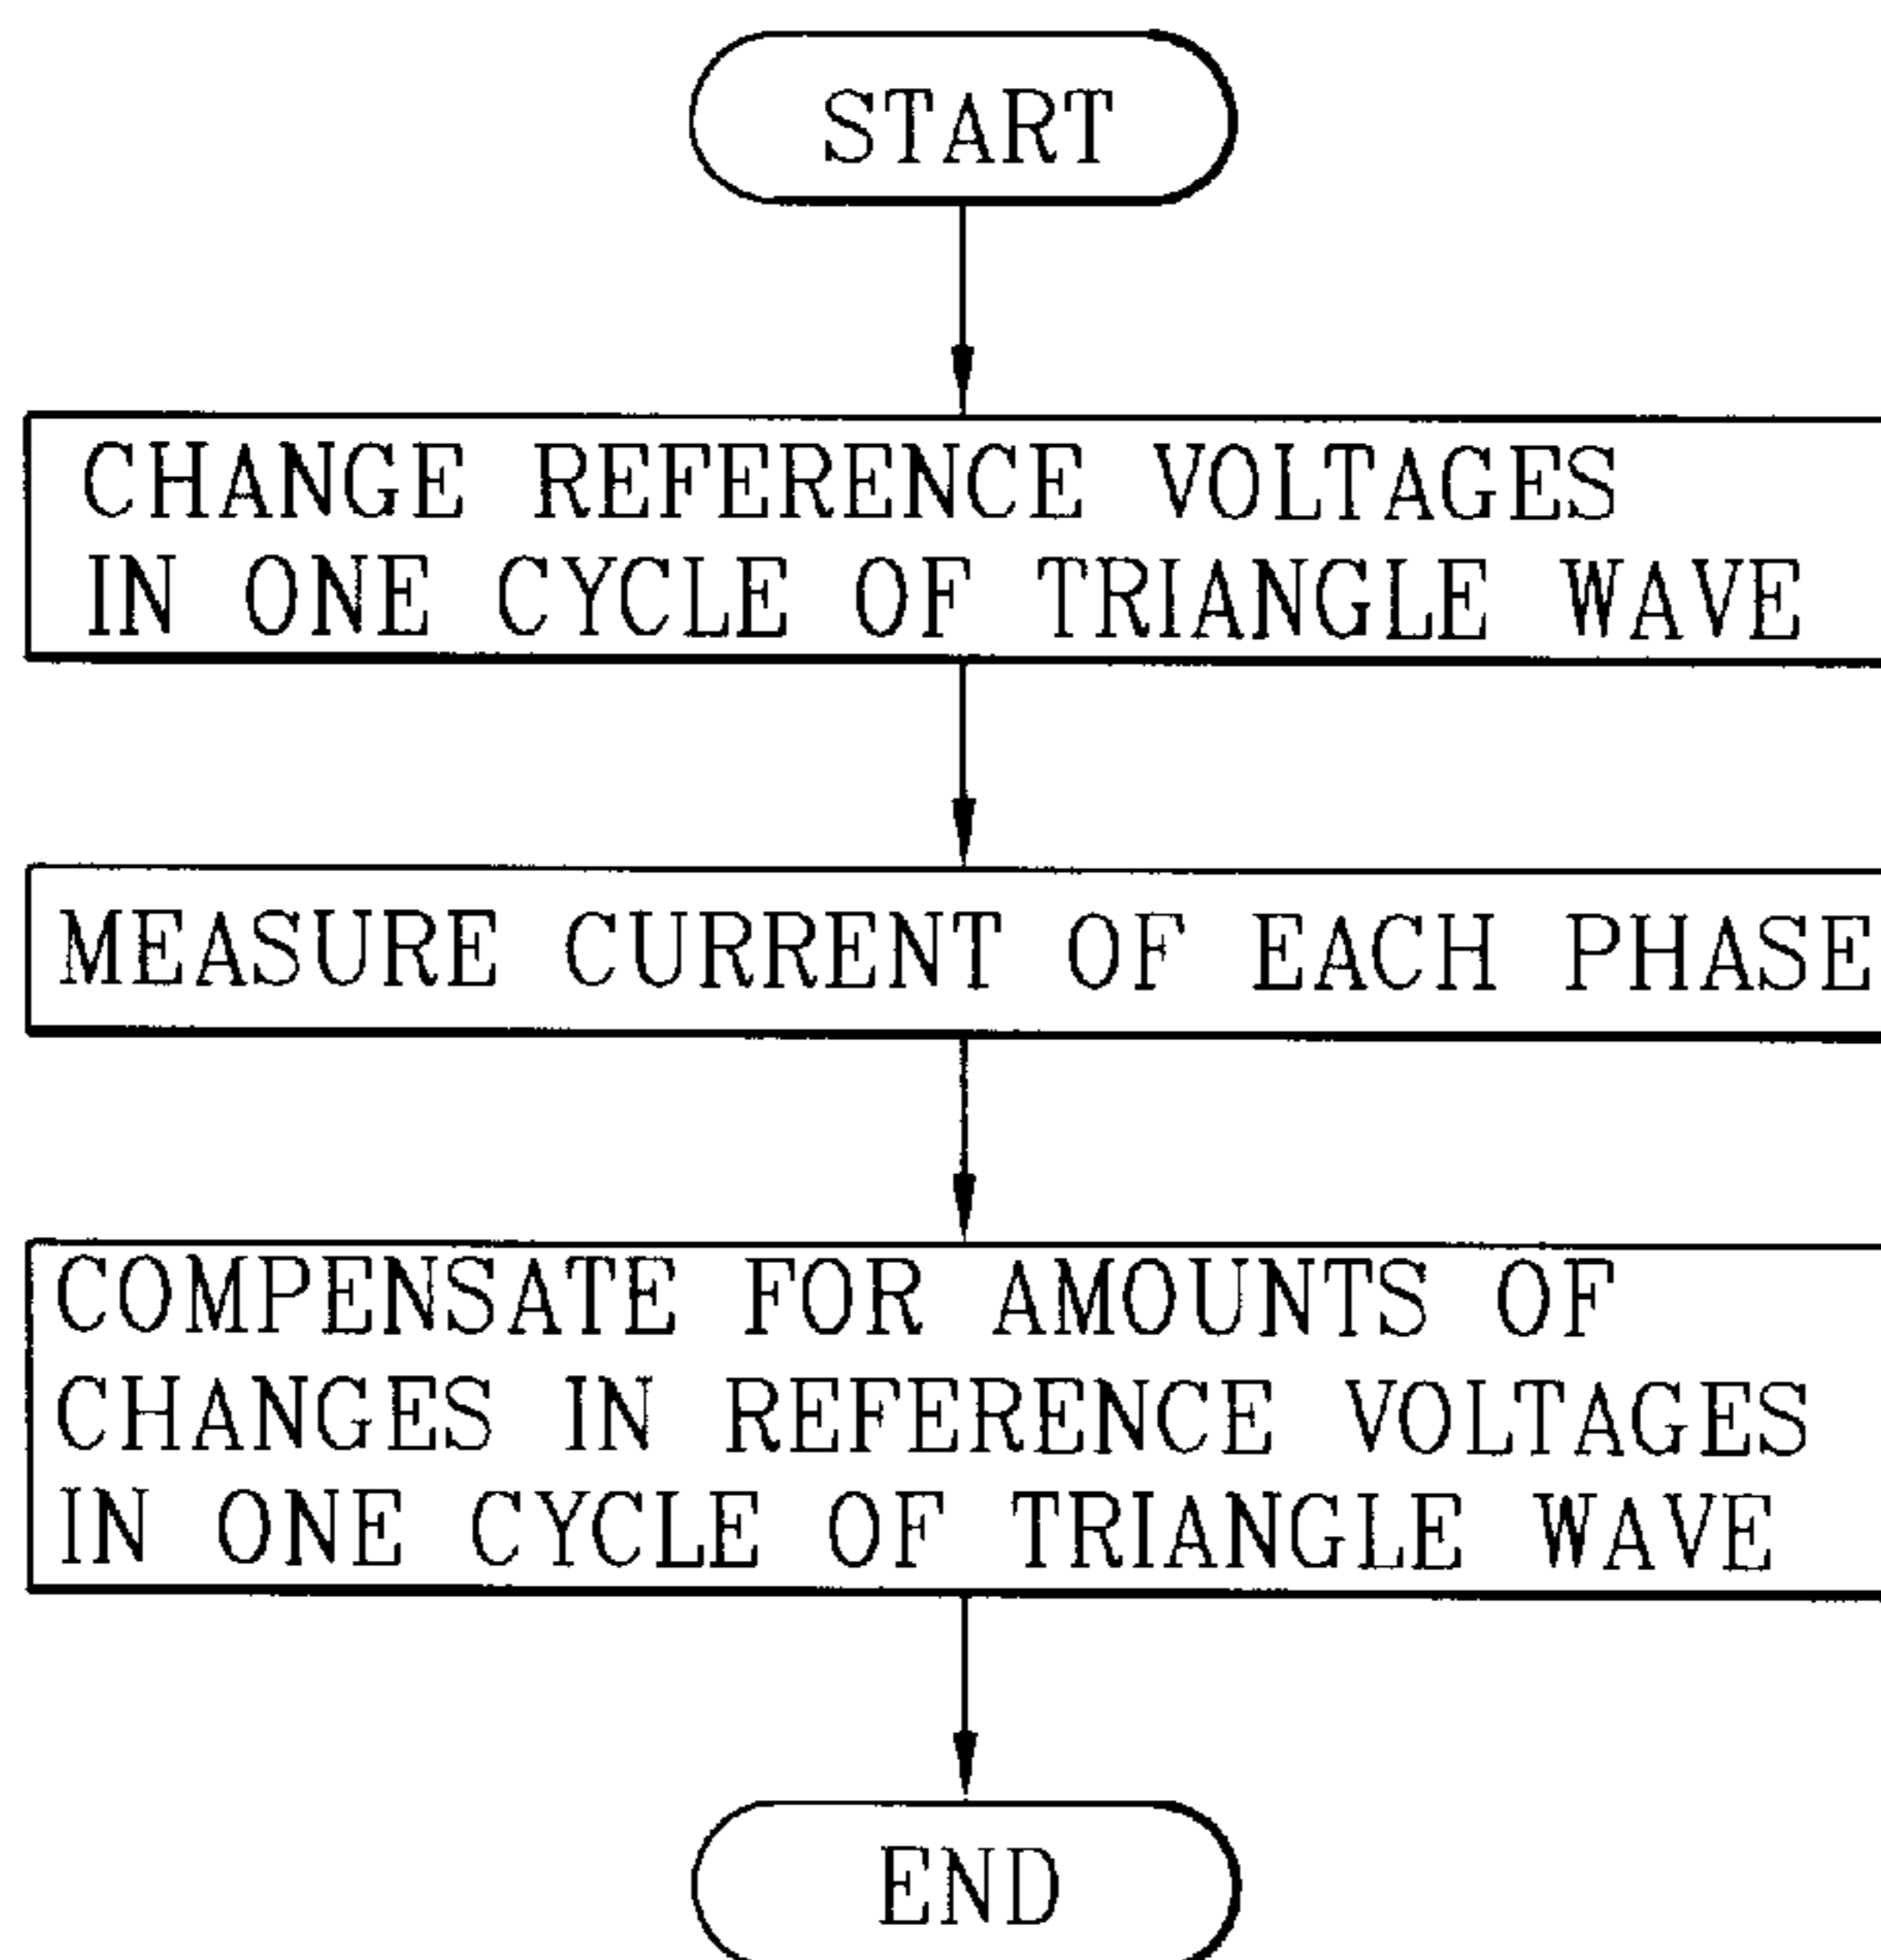 START
CHANGE REFERENCE VOLTAGES
IN ONE CYCLE OF TRIANGLE WAVE
MEASURE CURRENT OF EACH PHASE
COMPENSATE FOR AMOUNTS OF
CHANGES IN REFERENCE VOLTAGES
IN ONE CYCLE OF TRIANGLE WAVE
END